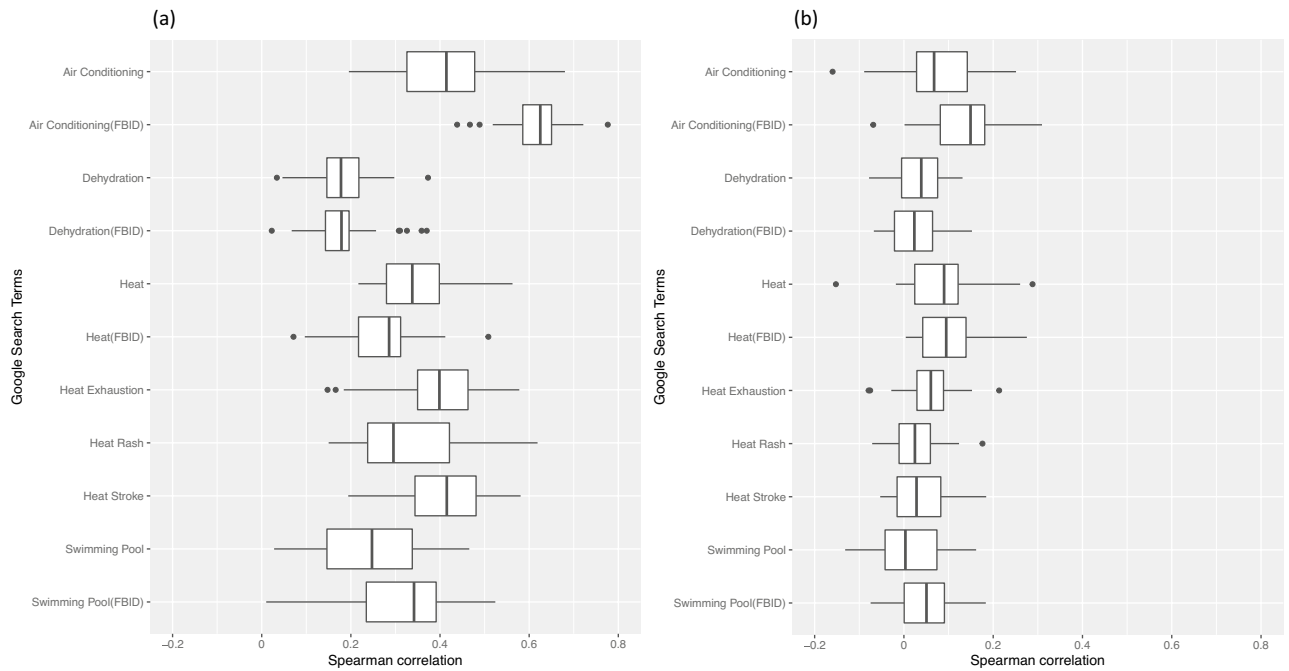 (a)
Google Search Terms
Air Conditioning
Air Conditioning(FBID)
Dehydration
Dehydration(FBID)
Heat
Heat(FBID)
Heat Exhaustion
Heat Rash
Heat Stroke
Swimming Pool
Swimming Pool(FBID)
−0.2 0 0.2 0.4 0.6 0.8
Spearman correlation
(b)
Google Search Terms
Air Conditioning
Air Conditioning(FBID)
Dehydration
Dehydration(FBID)
Heat
Heat(FBID)
Heat Exhaustion
Heat Rash
Heat Stroke
Swimming Pool
Swimming Pool(FBID)
−0.2 0 0.2 0.4 0.6 0.8
Spearman correlation